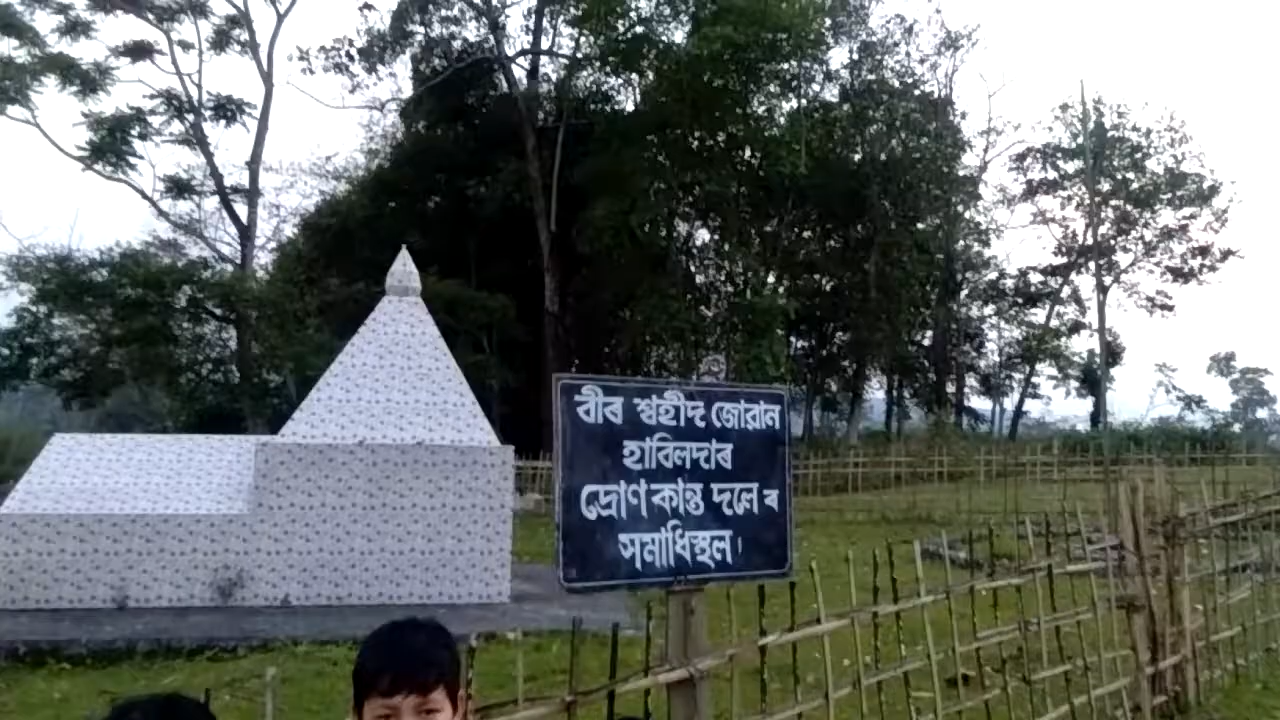 বীৰ শ্বহীদ জোৱান
হাবিলদাৰ
দ্ৰোণ কান্ত দলে ৰ
সমাধিস্থল।